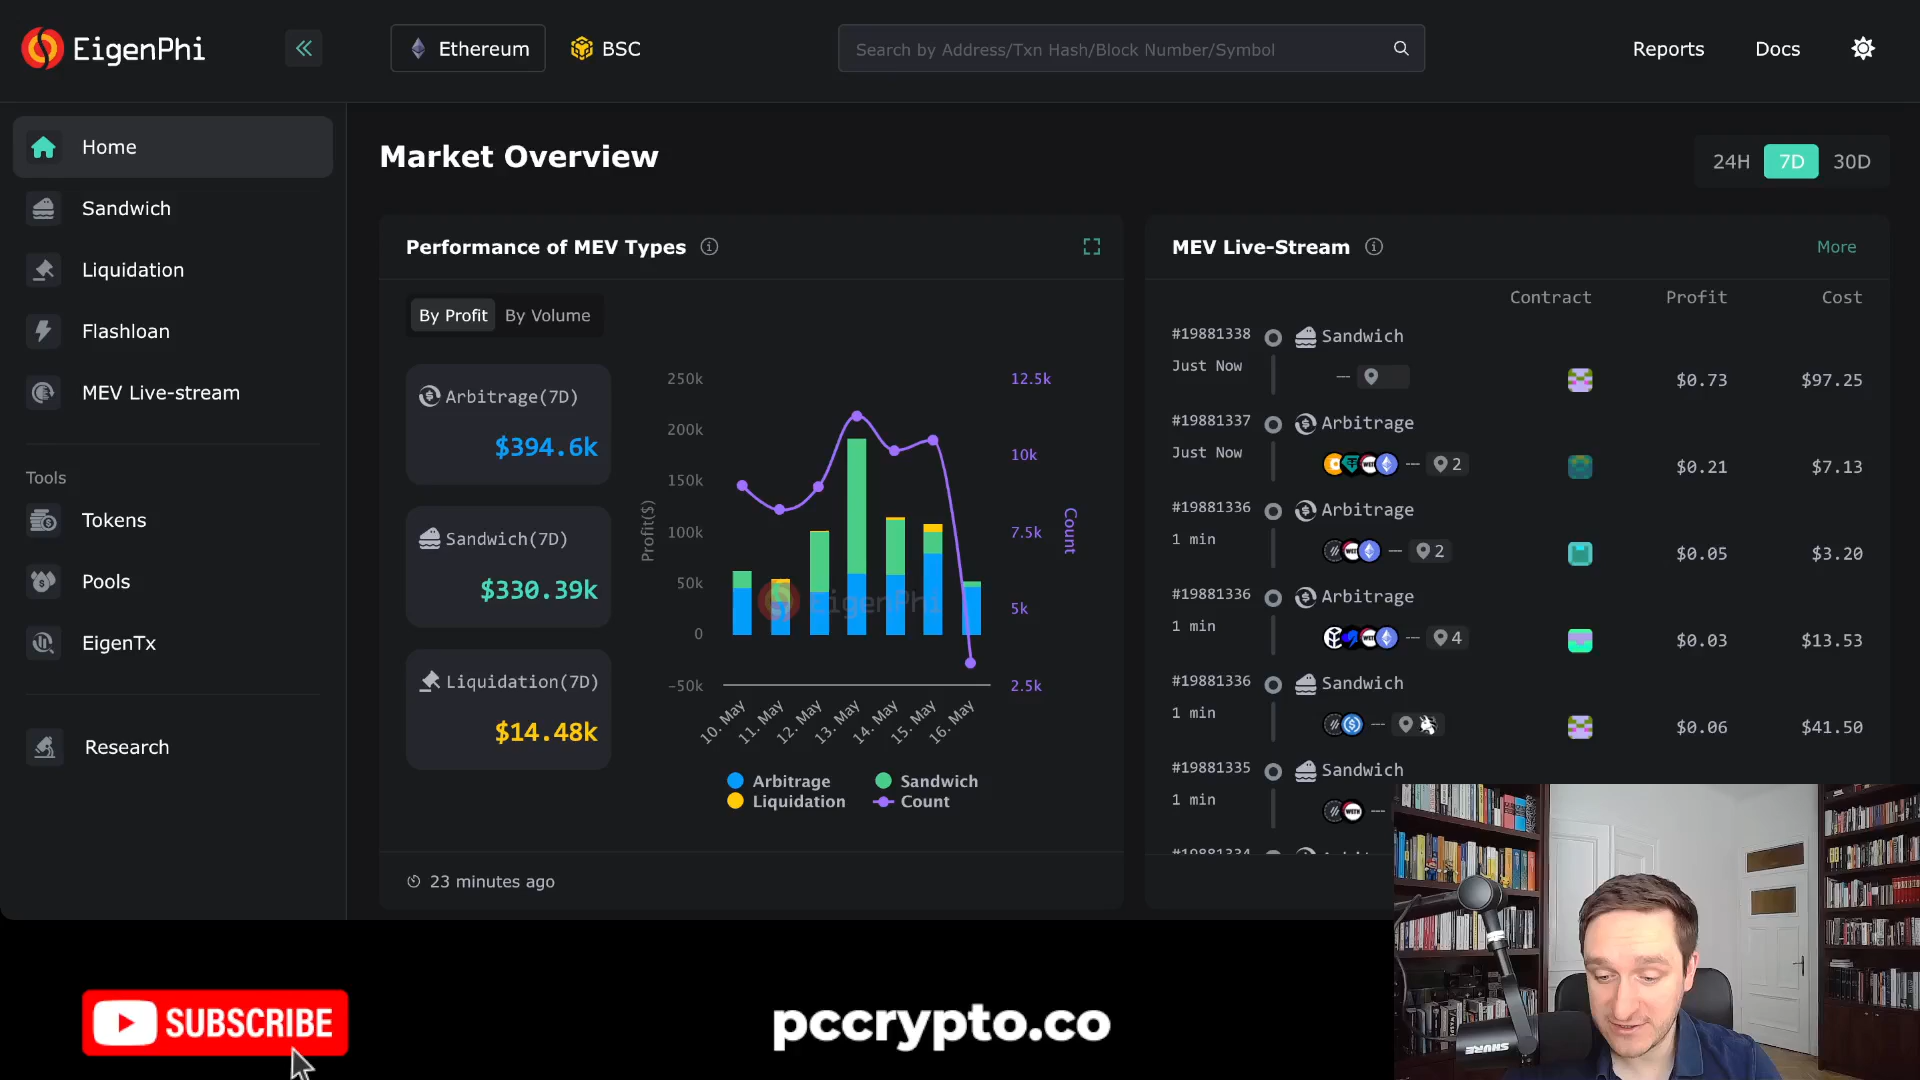 EigenPhi
Ethereum
BSC
Search by Address/Txn Hash/Block Number/Symbol
Reports
Docs
Home
Sandwich
Liquidation
Flashloan
MEV Live-stream
Tools
Tokens
Pools
EigenTx
Research
Market Overview
24H 7D 30D
Performance of MEV Types
By Profit By Volume
Arbitrage(7D)
$394.6k
Sandwich(7D)
$330.39k
Liquidation(7D)
$14.48k
Profit($)
250k
200k
150k
100k
50k
0
−50k
12.5k
10k
7.5k
5k
2.5k
Count
EigenPhi
10. May
11. May
12. May
13. May
14. May
15. May
16. May
Arbitrage
Sandwich
Liquidation
Count
23 minutes ago
MEV Live-Stream
More
Contract Profit Cost
#19881338 Sandwich
Just Now
$0.73 $97.25
#19881337 Arbitrage
Just Now
2 $0.21 $7.13
#19881336 Arbitrage
1 min
2 $0.05 $3.20
#19881336 Arbitrage
1 min
4 $0.03 $13.53
#19881336 Sandwich
1 min
$0.06 $41.50
#19881335 Sandwich
1 min
SUBSCRIBE
pccrypto.co
SHURE